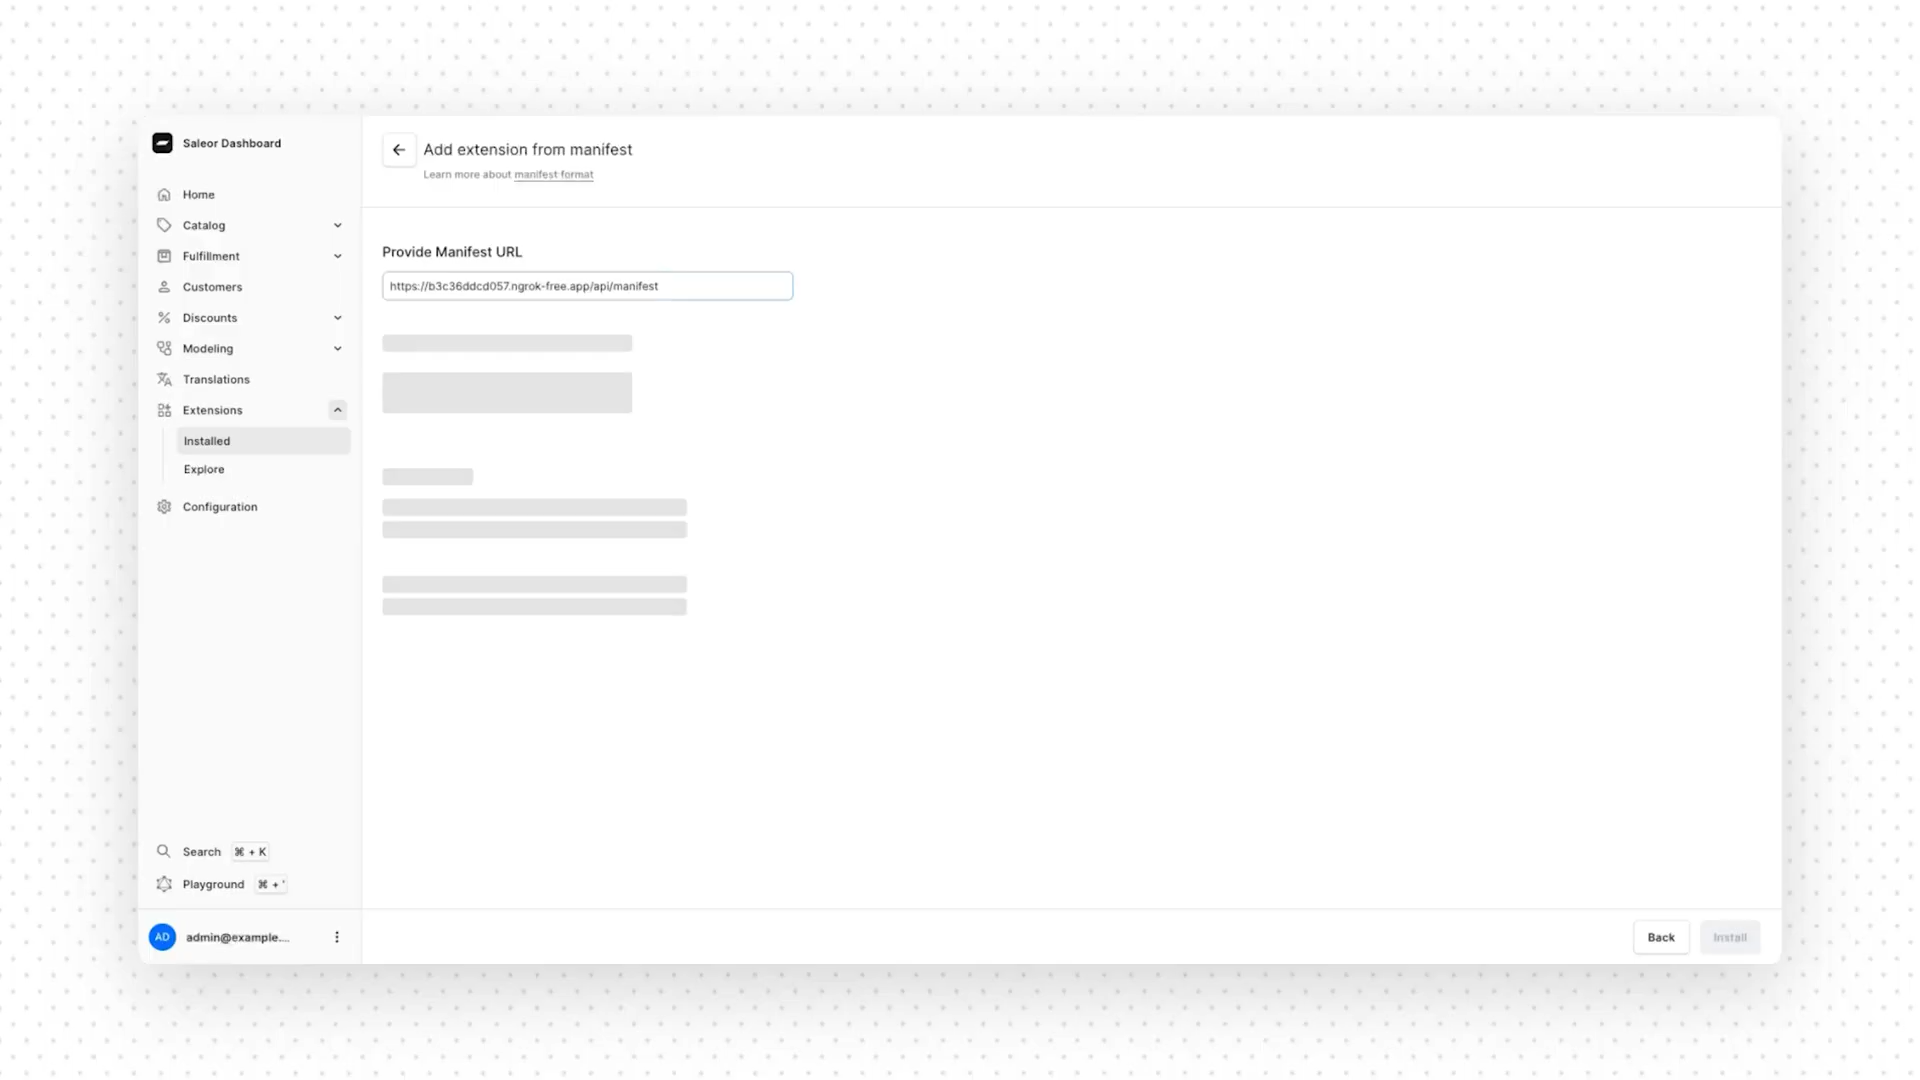 Saleor Dashboard
Home
Catalog
Fulfillment
Customers
Discounts
Modeling
Translations
Extensions
Installed
Explore
Configuration
Search ⌘ + K
Playground ⌘ + '
AD admin@example....
Add extension from manifest
Learn more about manifest format
Provide Manifest URL
https://b3c36ddcd057.ngrok-free.app/api/manifest
Back
Install